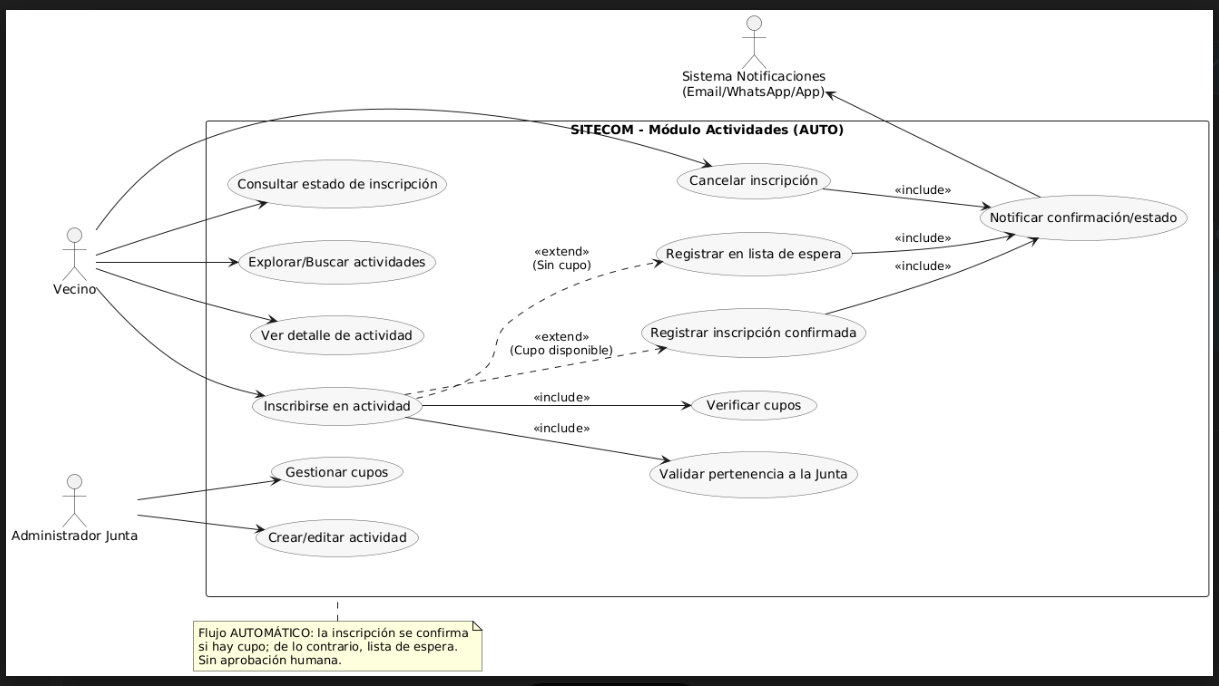 Sistema Notificaciones
(Email/WhatsApp/App)
SITECOM - Módulo Actividades (AUTO)
Cancelar inscripción
Consultar estado de inscripción
«include»
Notificar confirmación/estado
«include»
«extend»
(Sin cupo)
Registrar en lista de espera
Explorar/Buscar actividades
«include»
Vecino
Ver detalle de actividad
«extend»
(Cupo disponible)
Registrar inscripción confirmada
Inscribirse en actividad
«include»
Verificar cupos
«include»
Gestionar cupos
Validar pertenencia a la Junta
Administrador Junta
Crear/editar actividad
Flujo AUTOMÁTICO: la inscripción se confirma
si hay cupo; de lo contrario, lista de espera.
Sin aprobación humana.